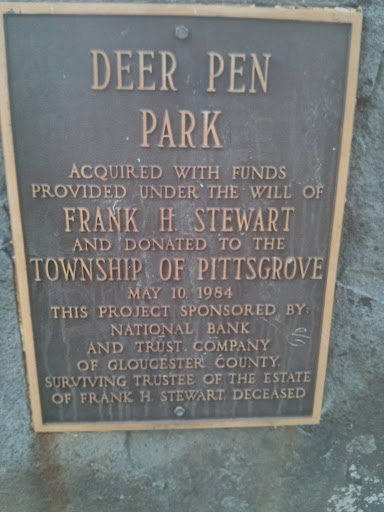 DEER PEN
PARK
ACQUIRED WITH FUNDS
PROVIDED UNDER THE WILL OF
FRANK H. STEWART
AND DONATED TO THE
TOWNSHIP OF PITTSGROVE
MAY 10, 1984
THIS PROJECT SPONSORED BY:
NATIONAL BANK
AND TRUST COMPANY
OF GLOUCESTER COUNTY,
SURVIVING TRUSTEE OF THE ESTATE
OF FRANK H. STEWART, DECEASED